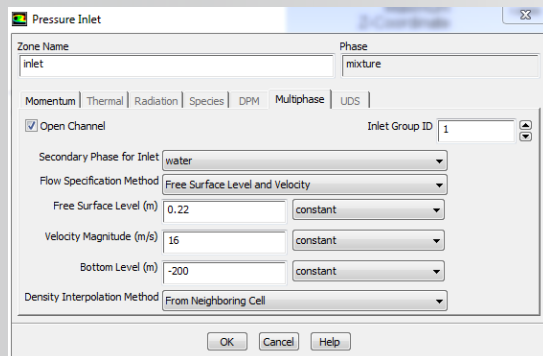 Z-Coordinate
Pressure Inlet
Zone Name
Phase
inlet
mixture
Momentum Thermal Radiation Species DPM Multiphase UDS
Open Channel
Inlet Group ID 1
Secondary Phase for Inlet water
Flow Specification Method Free Surface Level and Velocity
Free Surface Level (m) 0.22 constant
Velocity Magnitude (m/s) 16 constant
Bottom Level (m) -200 constant
Density Interpolation Method From Neighboring Cell
OK Cancel Help